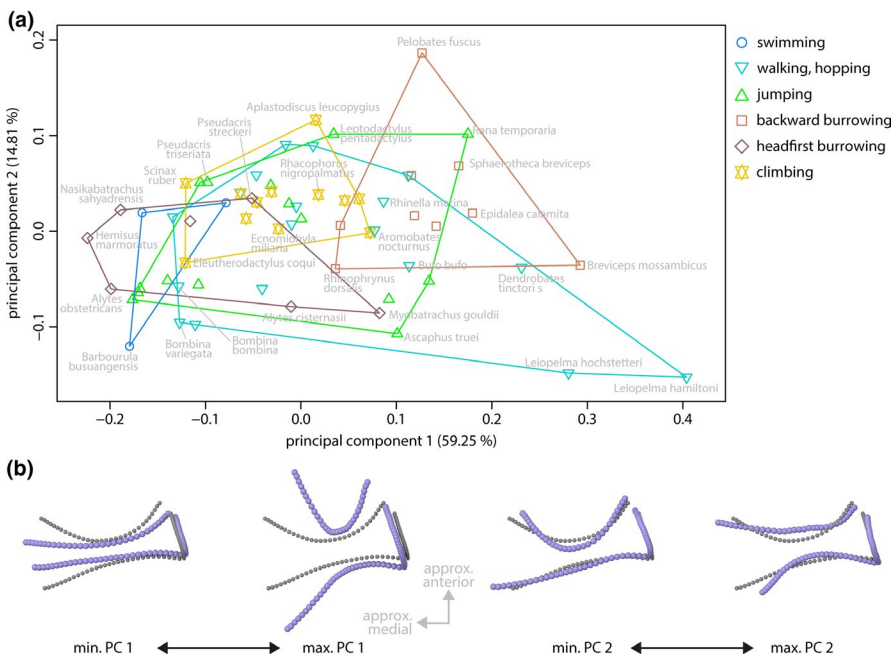 (a)
0.2
0.1
0.0
−0.1
principal component 2 (14.81 %)
−0.2
−0.1
0.0
0.1
0.2
0.3
0.4
principal component 1 (59.25 %)
Pelobates fuscus
Aplastodiscus leucopygius
Pseudacris
streckeri
Leptodactylus
pentadactylus
Rana temporaria
Pseudacris
triseriata
Rhacophorus
nigropalmatus
Sphaerotheca breviceps
Scinax
ruber
Nasikabatrachus
sahyadrensis
Rhinella marina
Epidalea calamita
Hemisus
marmoratus
Ecnomiohyla
miliaria
Aromobates
nocturnus
Eleutherodactylus coqui
Bufo bufo
Breviceps mossambicus
Rhinophrynus
dorsalis
Dendrobates
tinctori s
Alytes
obstetricans
Alytes cisternasii
Myobatrachus gouldii
Ascaphus truei
Barbourula
busuangensis
Bombina
variegata
Bombina
bombina
Leiopelma hochstetteri
Leiopelma hamiltoni
swimming
walking, hopping
jumping
backward burrowing
headfirst burrowing
climbing
(b)
approx.
anterior
approx.
medial
min. PC 1
max. PC 1
min. PC 2
max. PC 2